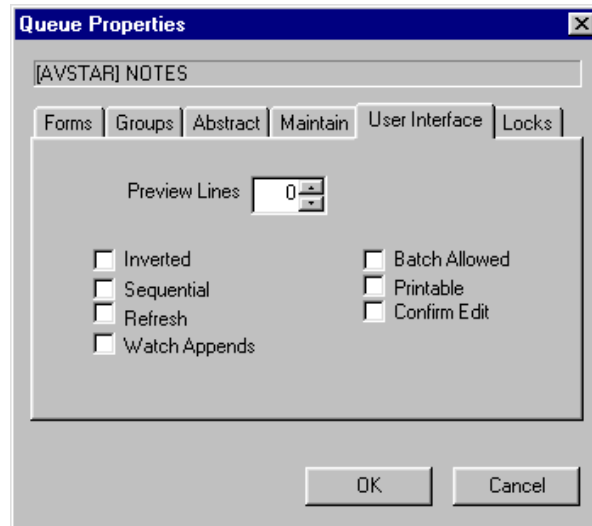 Queue Properties
[AVSTAR] NOTES
Forms Groups Abstract Maintain User Interface Locks
Preview Lines 0
Inverted Batch Allowed
Sequential Printable
Refresh Confirm Edit
Watch Appends
OK Cancel